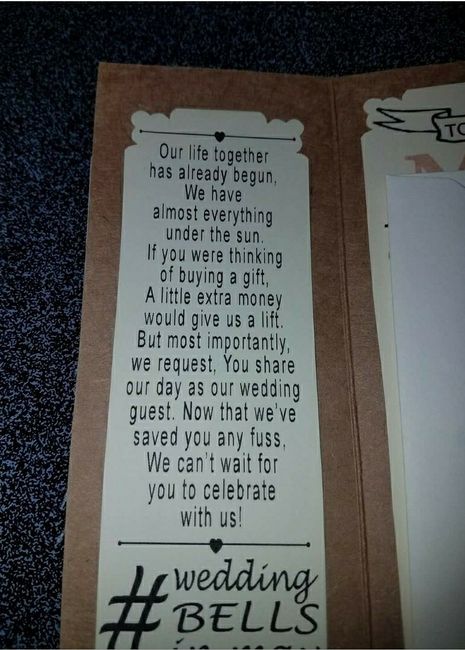 Our life together
has already begun,
We have
almost everything
under the sun.
If you were thinking
of buying a gift,
A little extra money
would give us a lift.
But most importantly,
we request, You share
our day as our wedding
guest. Now that we've
saved you any fuss,
We can't wait for
you to celebrate
with us!
#wedding
BELLS
in may
TO